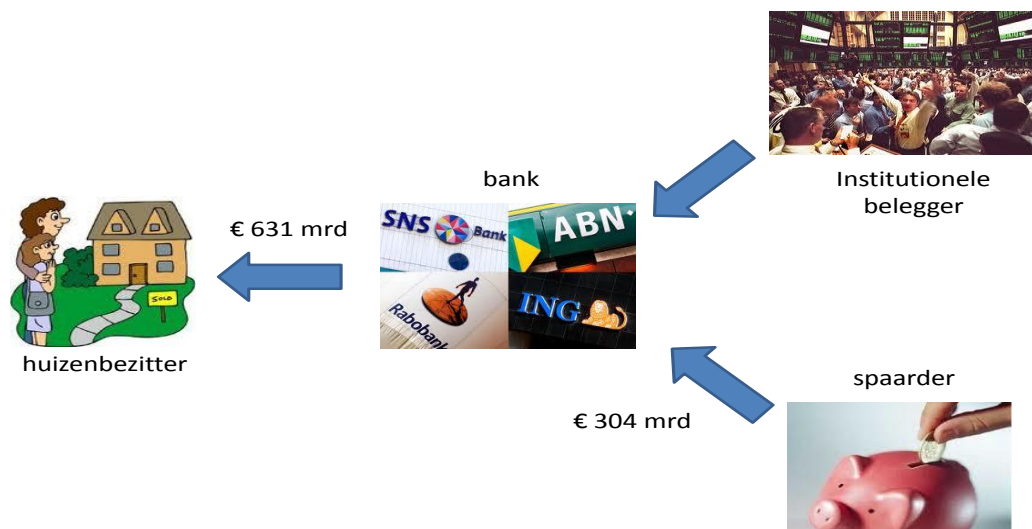 bank
Institutionele
belegger
€ 631 mrd
SNS Bank
ABN
SOLD
Rabobank
ING
huizenbezitter
spaarder
€ 304 mrd